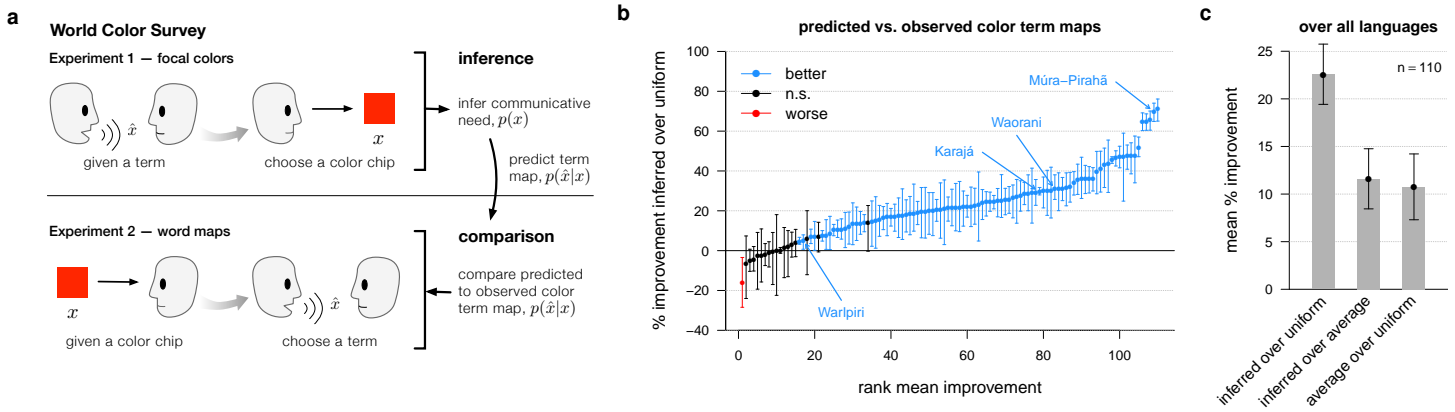 a
World Color Survey
Experiment 1 — focal colors
x̂
given a term
x
choose a color chip
inference
infer communicative
need, p(x)
predict term
map, p(x̂|x)
Experiment 2 — word maps
x
given a color chip
x̂
choose a term
comparison
compare predicted
to observed color
term map, p(x̂|x)
b
predicted vs. observed color term maps
% improvement inferred over uniform
100
80
60
40
20
0
−20
−40
better
n.s.
worse
Múra−Pirahã
Waorani
Karajá
Warlpiri
0
20
40
60
80
100
rank mean improvement
c
over all languages
n = 110
mean % improvement
25
20
15
10
5
0
inferred over uniform
inferred over average
average over uniform